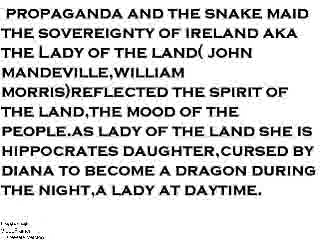 PROPAGANDA AND THE SNAKE MAID
THE SOVEREIGNTY OF IRELAND AKA
THE LADY OF THE LAND( JOHN
MANDEVILLE,WILLIAM
MORRIS)REFLECTED THE SPIRIT OF
THE LAND,THE MOOD OF THE
PEOPLE.AS LADY OF THE LAND SHE IS
HIPPOCRATES DAUGHTER,CURSED BY
DIANA TO BECOME A DRAGON DURING
THE NIGHT,A LADY AT DAYTIME.